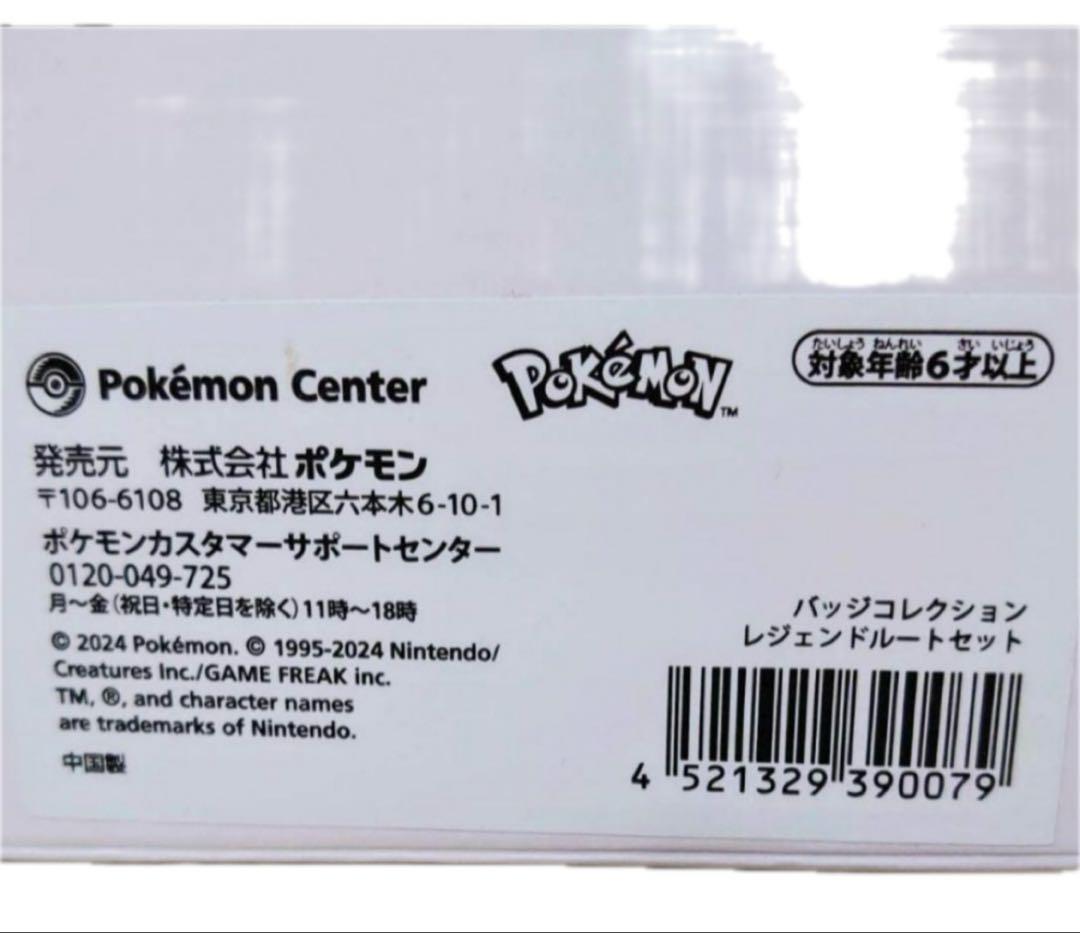 Pokémon Center
POKéMON™
たいしょう ねんれい さい いじょう
対象年齢6才以上
発売元 株式会社ポケモン
〒106-6108 東京都港区六本木6-10-1
ポケモンカスタマーサポートセンター
0120-049-725
月～金(祝日・特定日を除く)11時～18時
© 2024 Pokémon. © 1995-2024 Nintendo/
Creatures Inc./GAME FREAK inc.
TM, ®, and character names
are trademarks of Nintendo.
中国製
バッジコレクション
レジェンドルートセット
4 521329 390079